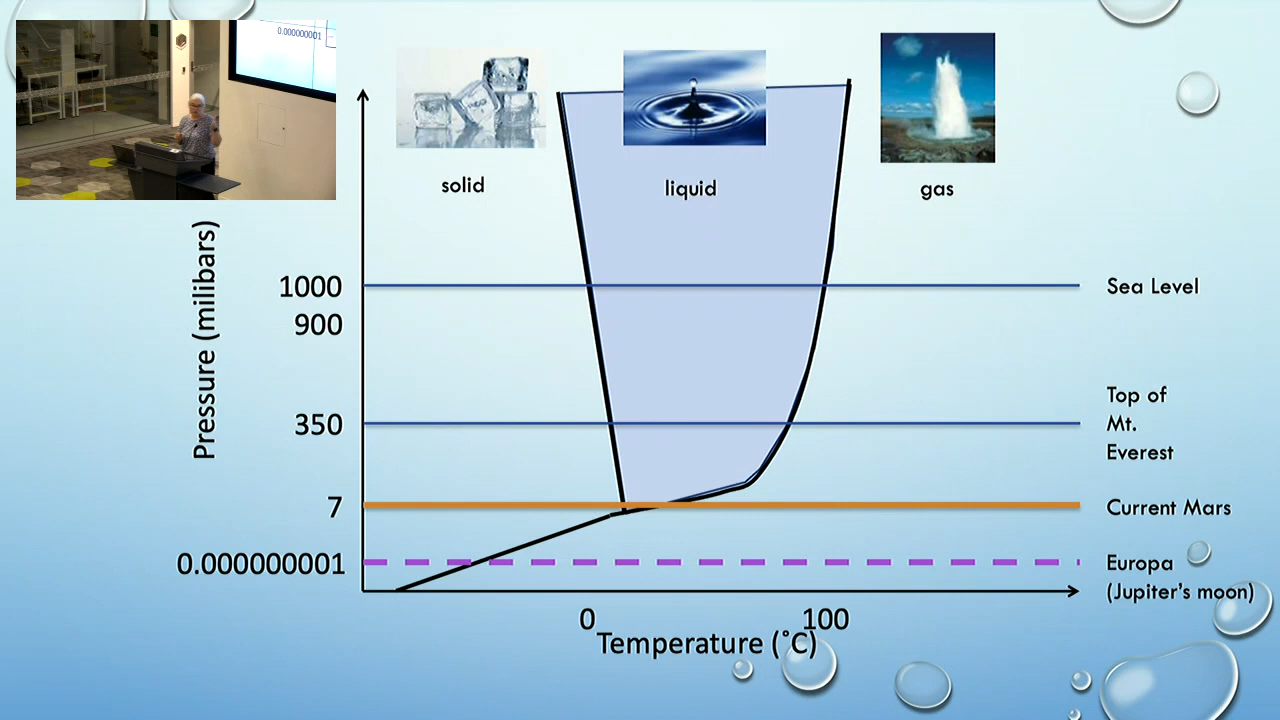 0.000000001
solid
liquid
gas
Pressure (milibars)
1000
900
350
7
0.000000001
Sea Level
Top of
Mt.
Everest
Current Mars
Europa
(Jupiter's moon)
0
100
Temperature (˚C)